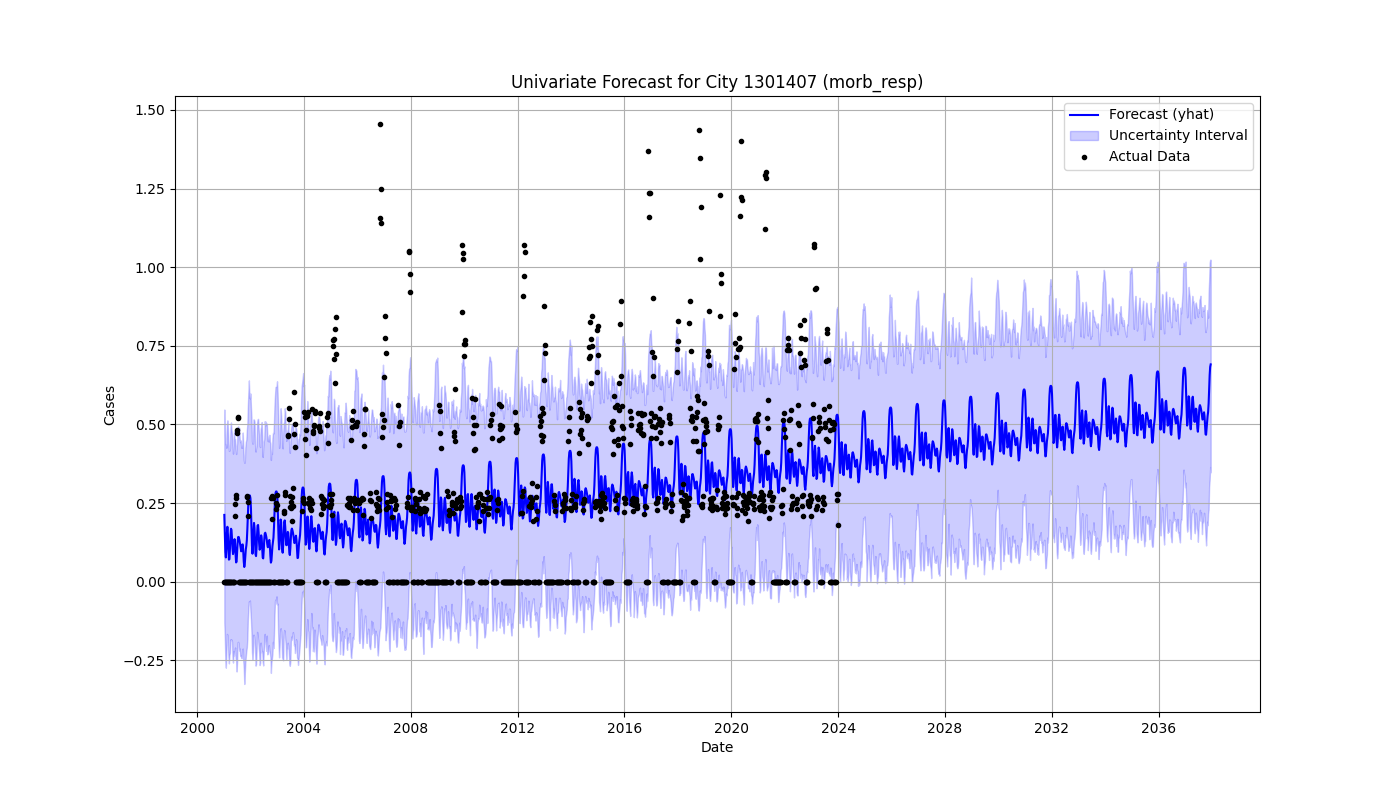 Univariate Forecast for City 1301407 (morb_resp)
Forecast (yhat)
Uncertainty Interval
Actual Data
Cases
1.50
1.25
1.00
0.75
0.50
0.25
0.00
−0.25
2000 2004 2008 2012 2016 2020 2024 2028 2032 2036
Date